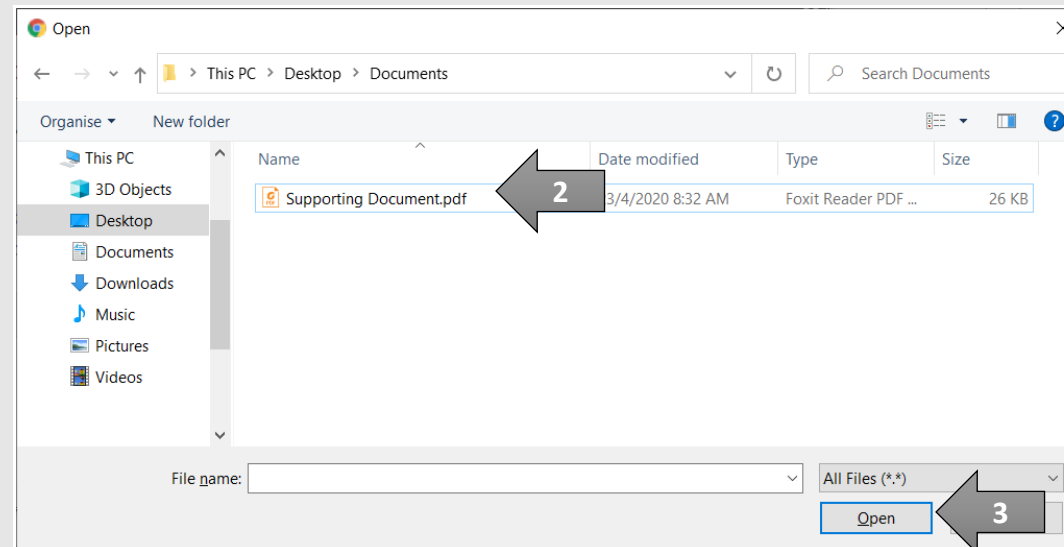 Open
This PC > Desktop > Documents
Search Documents
Organise
New folder
?
This PC
3D Objects
Desktop
Documents
Downloads
Music
Pictures
Videos
Name
Date modified
Type
Size
Supporting Document.pdf
3/4/2020 8:32 AM
Foxit Reader PDF ...
26 KB
2
File name:
All Files (*.*)
Open
3